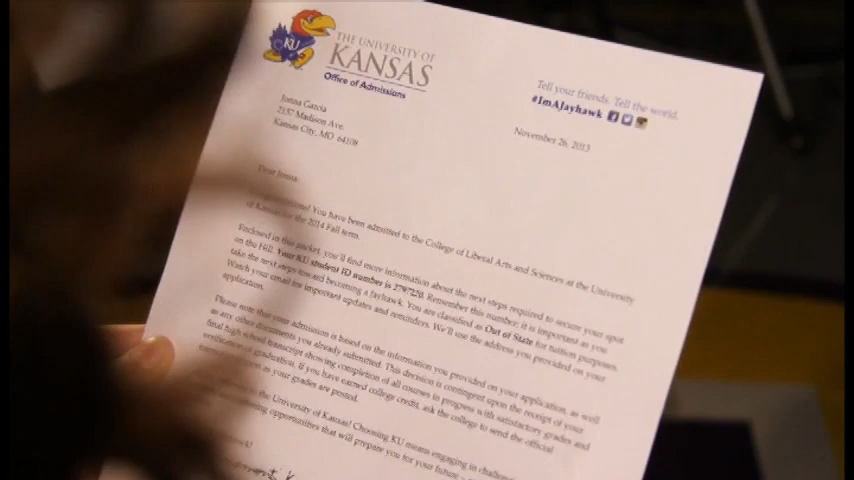 KU
THE UNIVERSITY OF
KANSAS
Office of Admissions
Tell your friends. Tell the world.
#ImAJayhawk
Jonna Garcia
2137 Madison Ave.
Kansas City, MO 64108
November 26, 2013
Dear Jonna:
You have been admitted to the College of Liberal Arts and Sciences at the University
of Kansas for the 2014 Fall term.
Enclosed in this packet, you'll find more information about the next steps required to secure your spot
on the Hill. Your KU student ID number is 2797220. Remember this number; it is important as you
take the next steps toward becoming a Jayhawk. You are classified as Out of State for tuition purposes.
Watch your email for important updates and reminders. We'll use the address you provided on your
application.
Please note that your admission is based on the information you provided on your application, as well
as any other documents you already submitted. This decision is contingent upon the receipt of your
final high school transcript showing completion of all courses in progress with satisfactory grades and
verification of graduation. If you have earned college credit, ask the college to send the official
as your grades are posted.
the University of Kansas! Choosing KU means engaging in
opportunities that will prepare you for your future